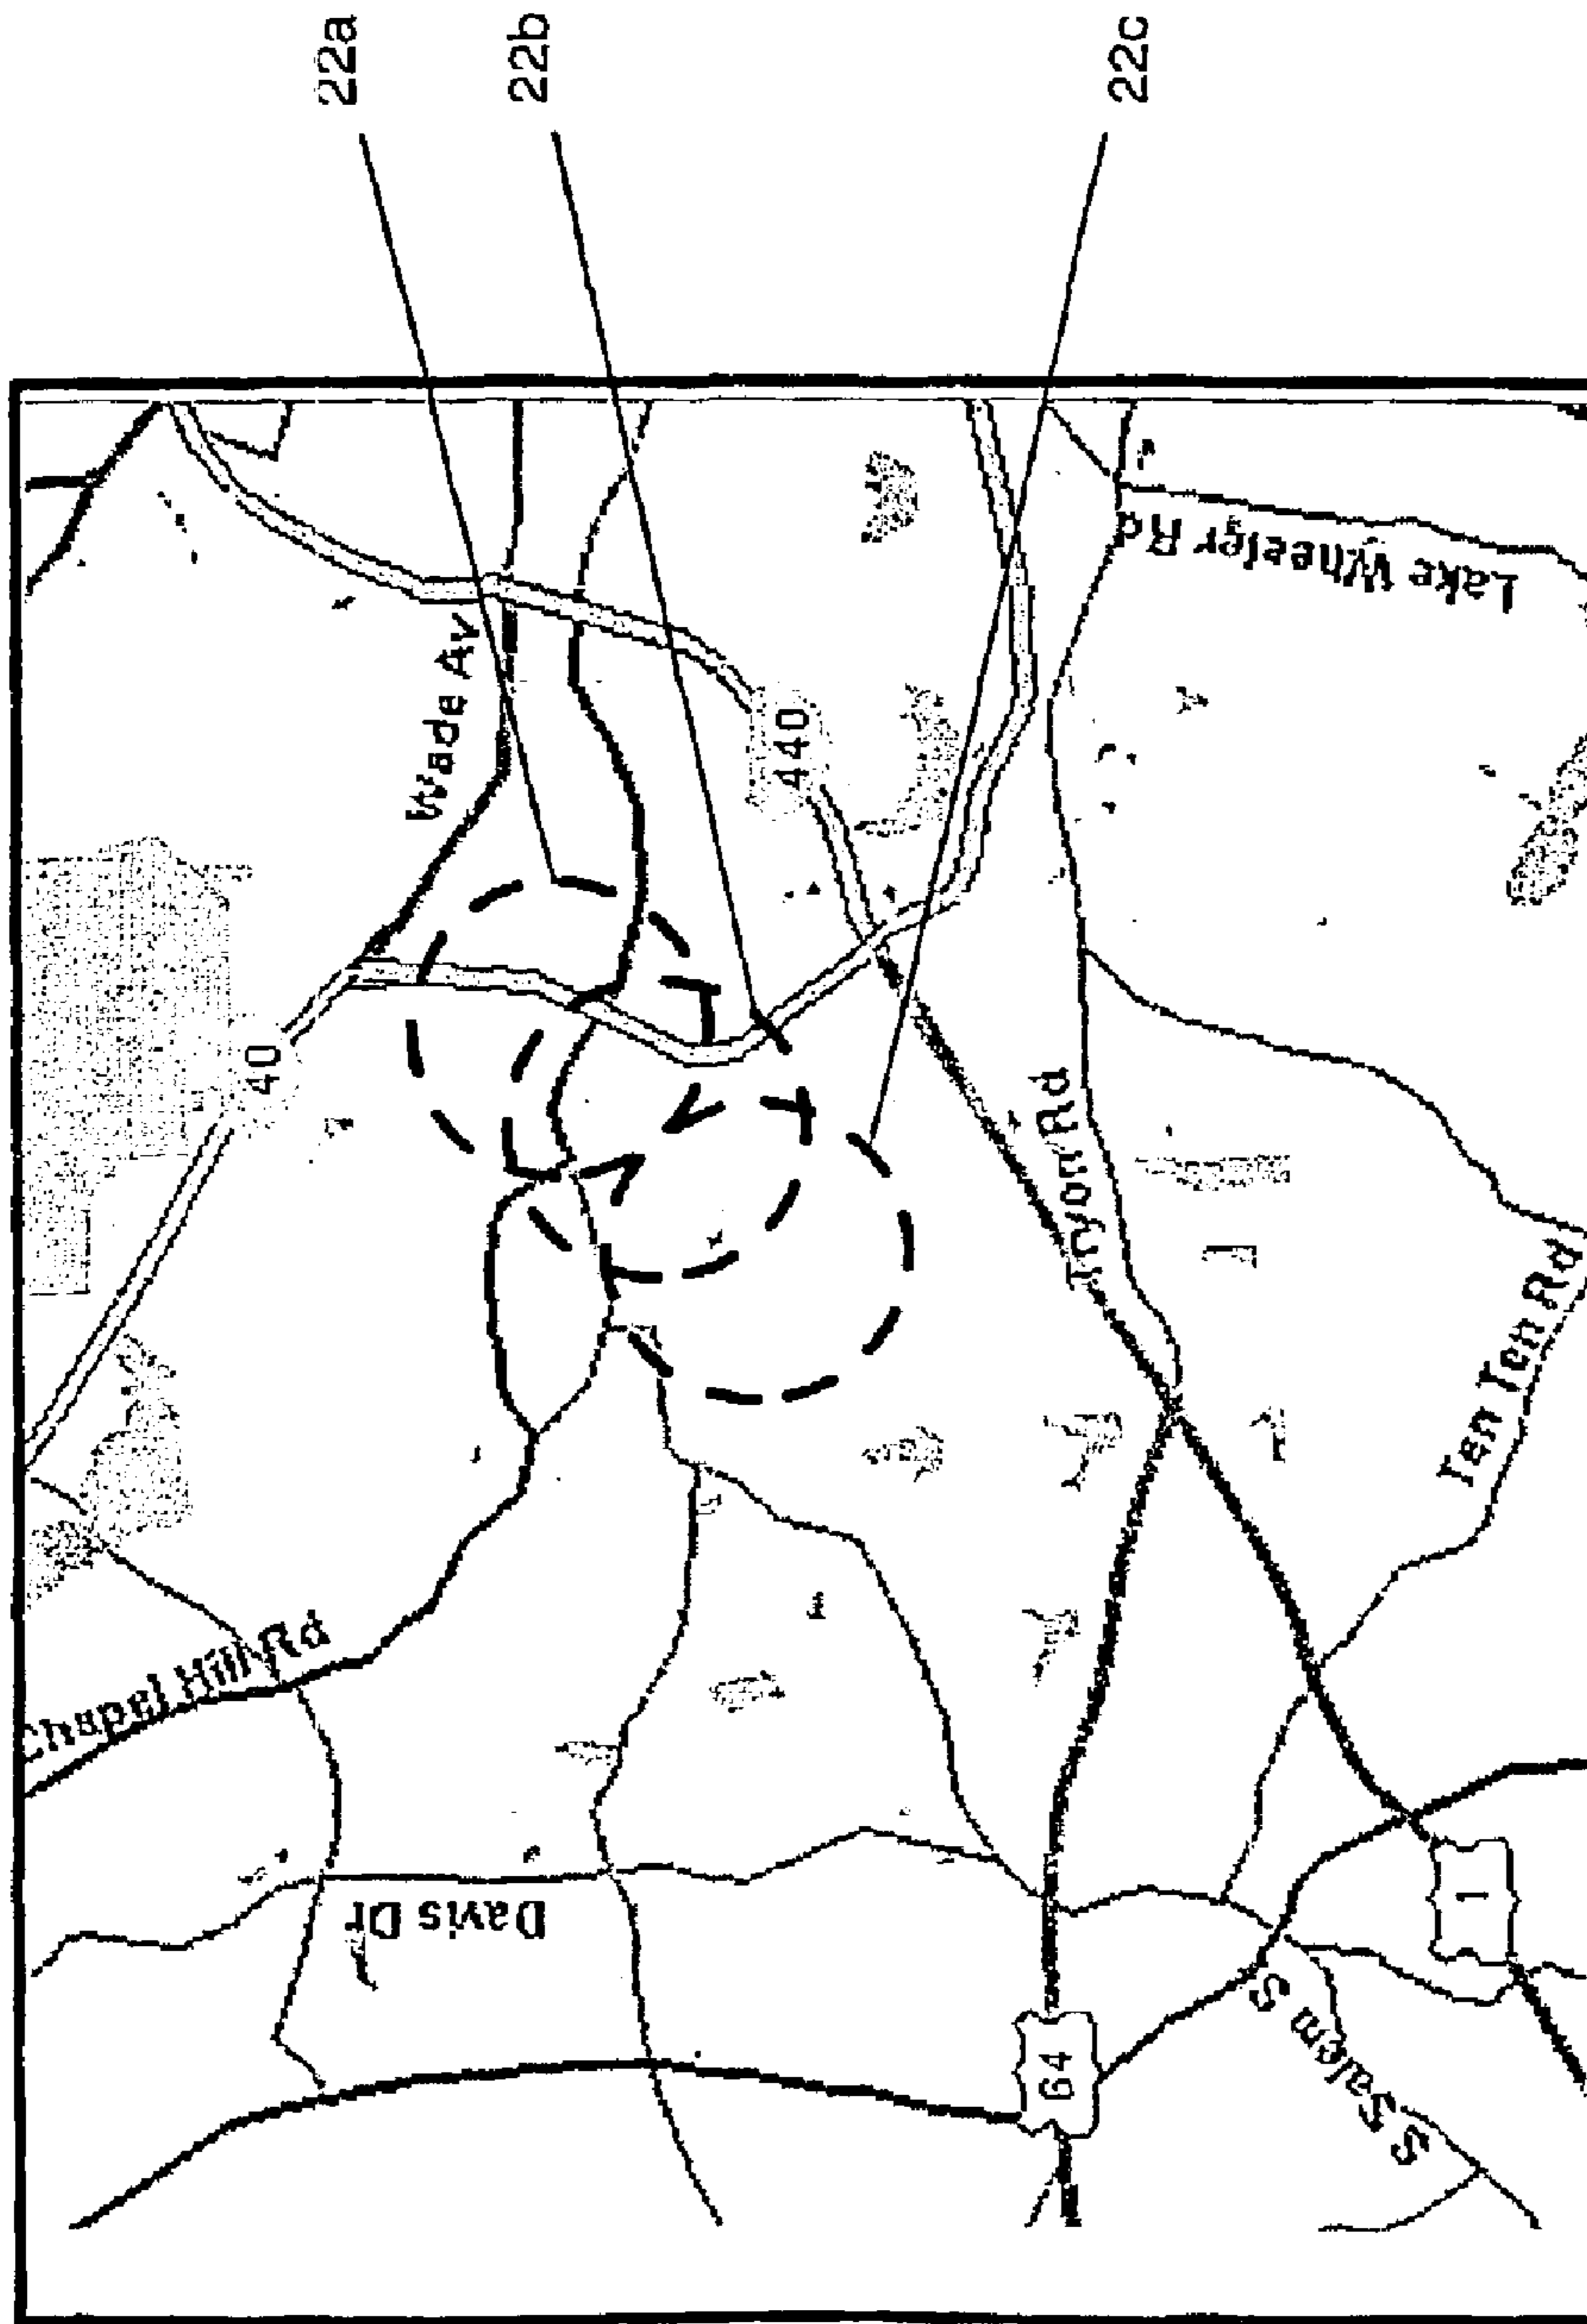 22a
22b
22c
Wade Av
440
40
Lake Wheeler Rd
Tryon Rd
Ten Ten Rd
Chapel Hill Rd
Davis Dr
64
1
S Salem S